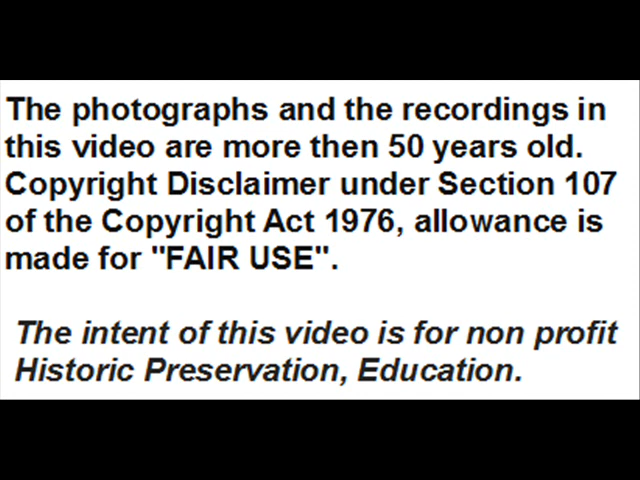 The photographs and the recordings in
this video are more then 50 years old.
Copyright Disclaimer under Section 107
of the Copyright Act 1976, allowance is
made for "FAIR USE".
The intent of this video is for non profit
Historic Preservation, Education.